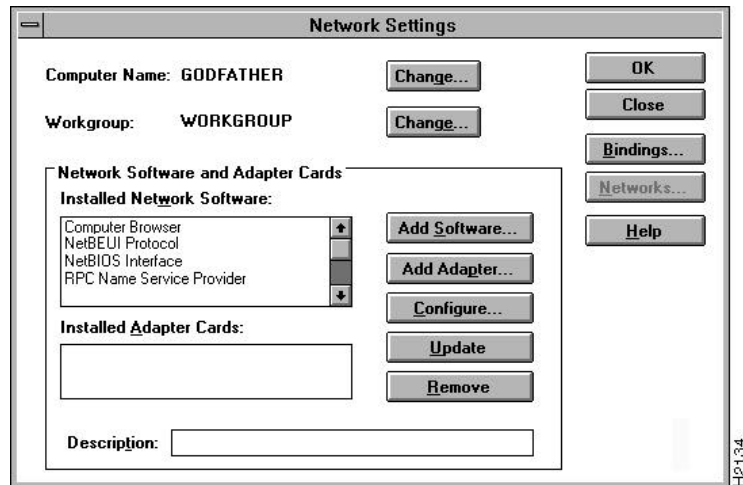 Network Settings
Computer Name: GODFATHER
Change...
OK
Close
Workgroup: WORKGROUP
Change...
Bindings...
Networks...
Help
Network Software and Adapter Cards
Installed Network Software:
Computer Browser
NetBEUI Protocol
NetBIOS Interface
RPC Name Service Provider
Add Software...
Add Adapter...
Configure...
Installed Adapter Cards:
Update
Remove
Description:
H2134